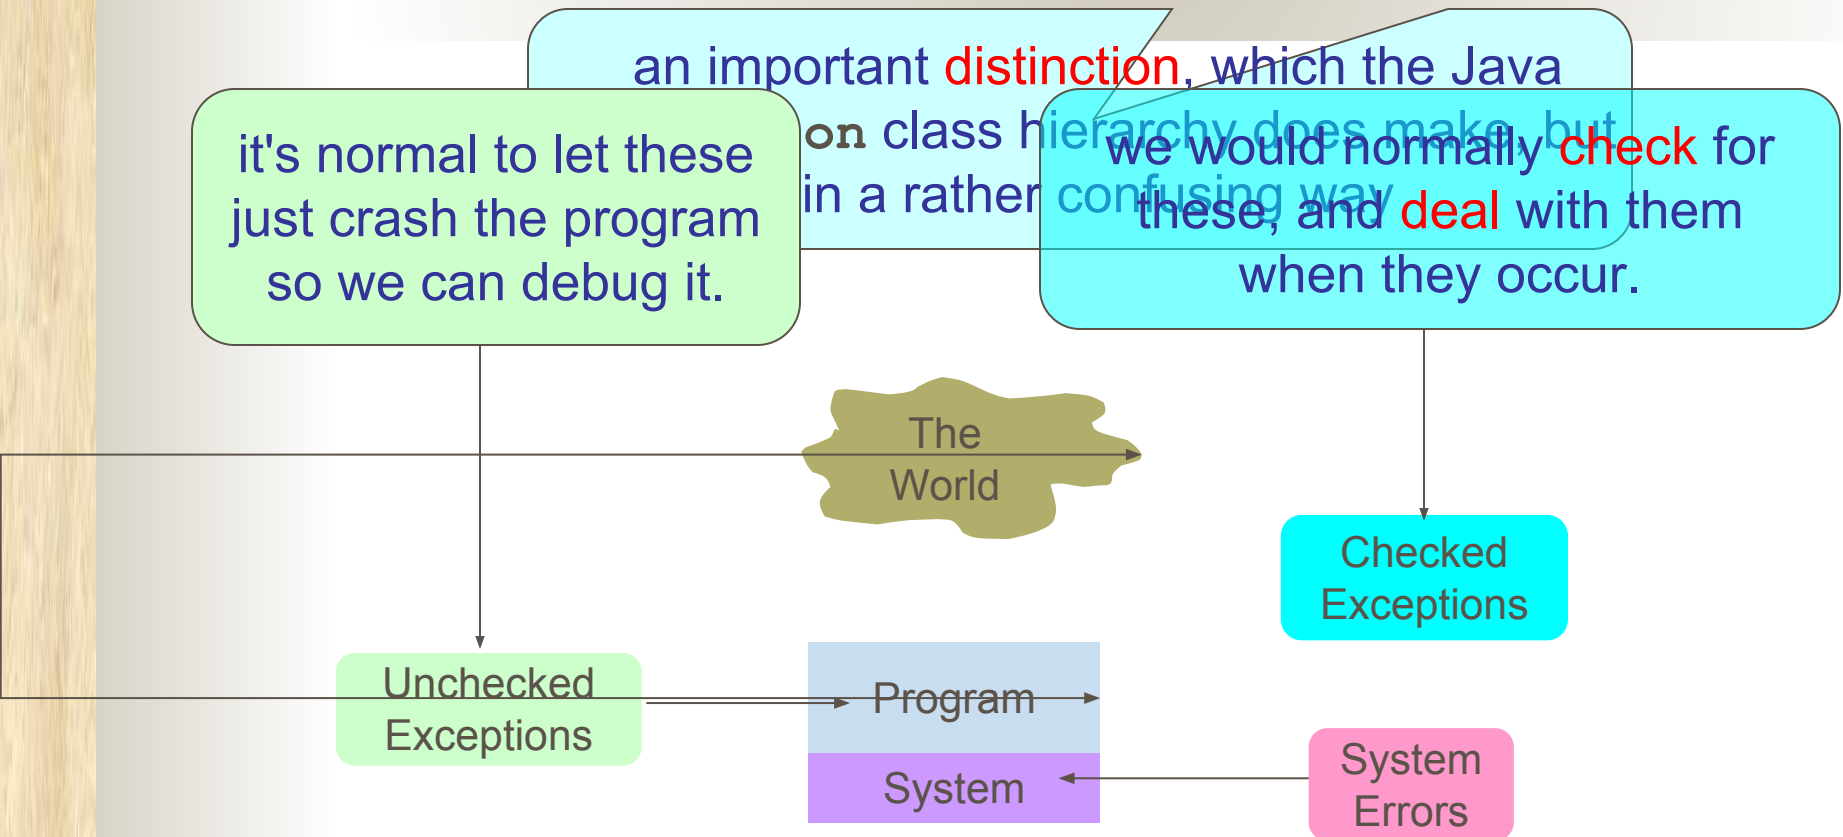 an important distinction, which the Java
on class hierarchy does make, but
in a rather confusing way
it's normal to let these
just crash the program
so we can debug it.
we would normally check for
these, and deal with them
when they occur.
The
World
Checked
Exceptions
Unchecked
Exceptions
Program
System
System
Errors